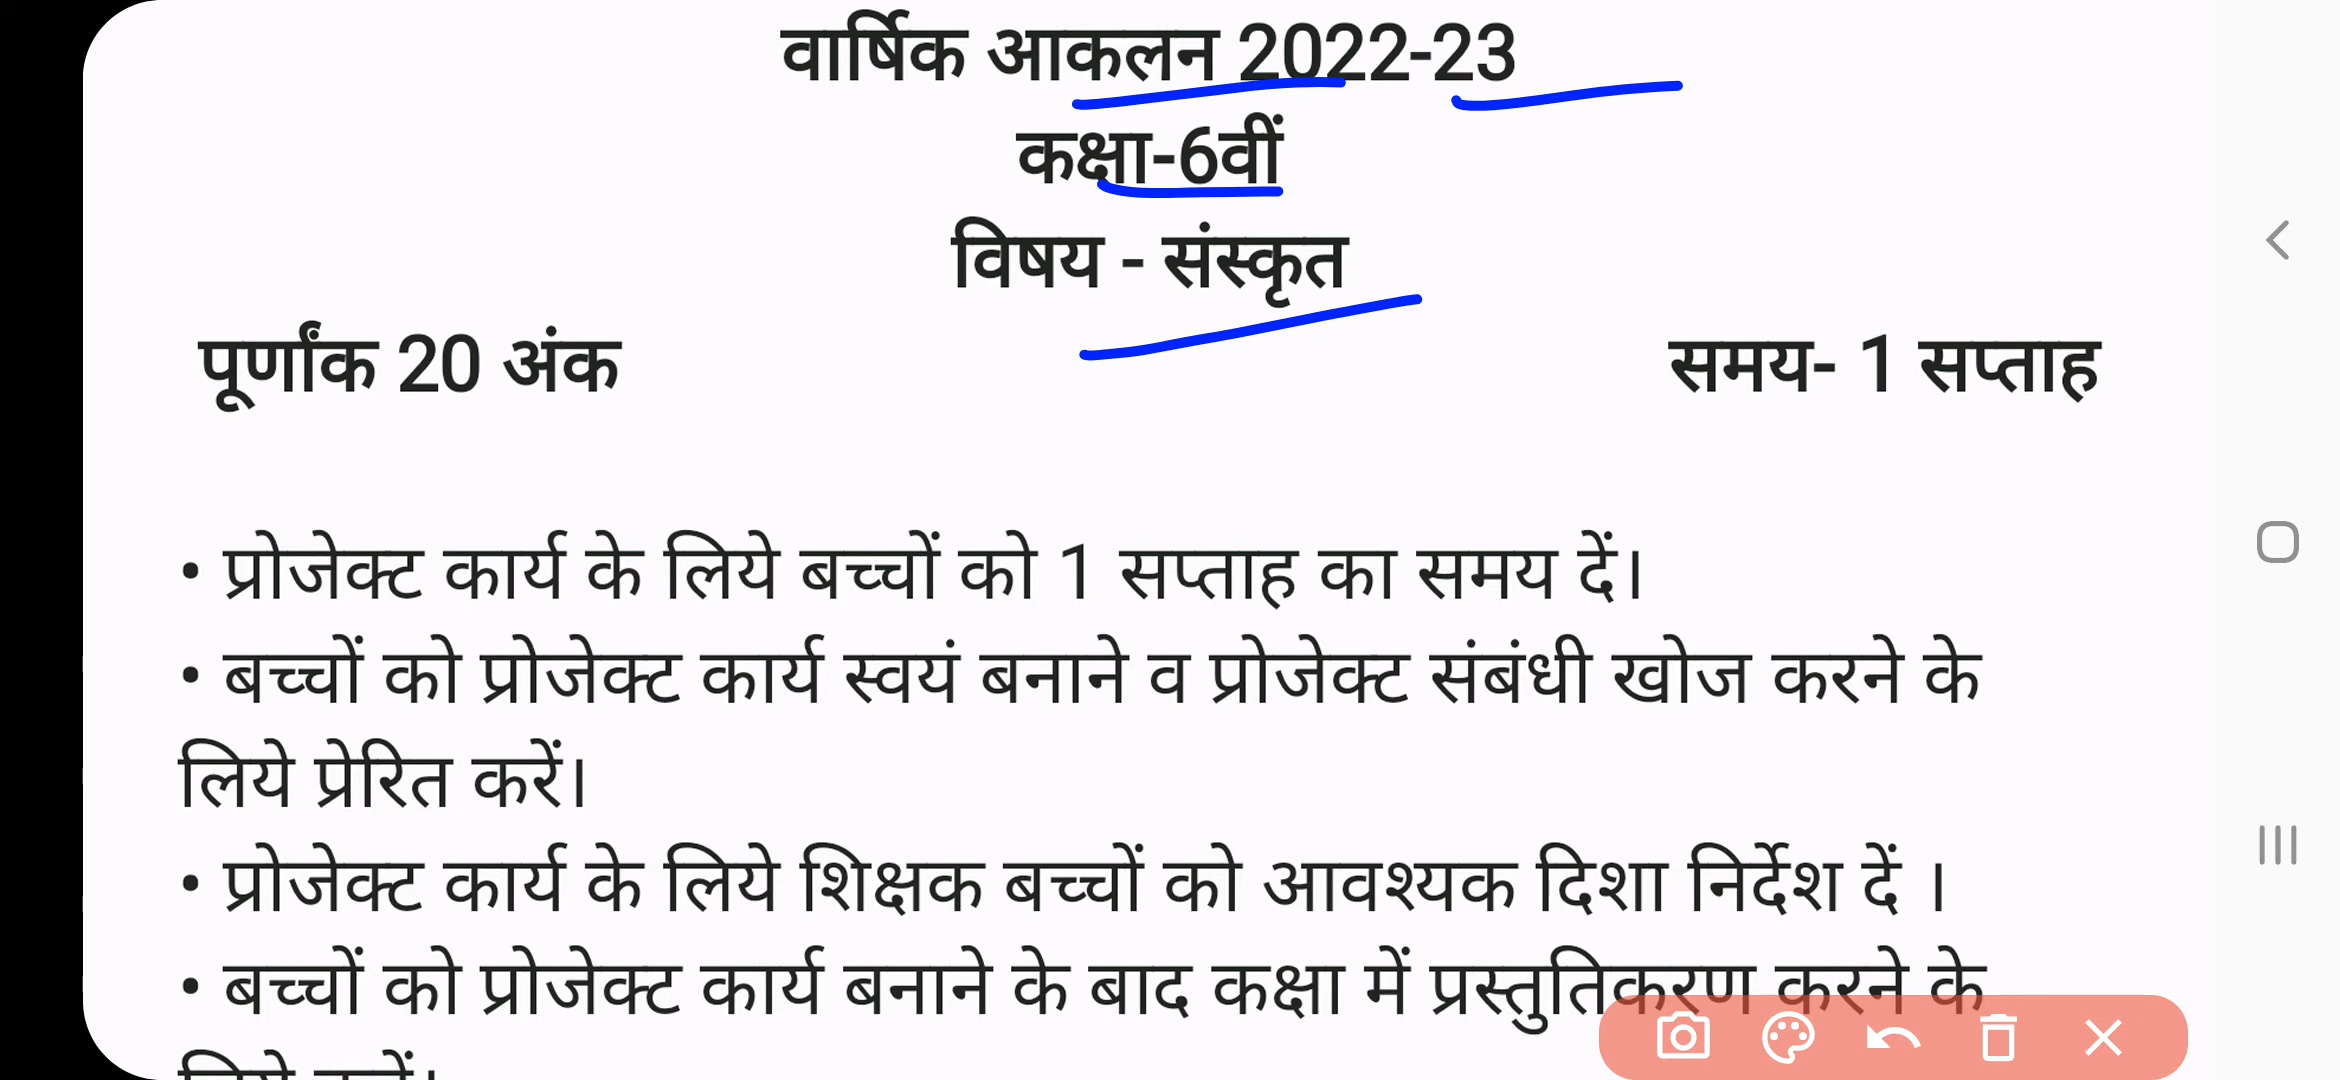 वार्षिक आकलन 2022-23
कक्षा-6वीं
विषय - संस्कृत
पूर्णांक 20 अंक समय- 1 सप्ताह
• प्रोजेक्ट कार्य के लिये बच्चों को 1 सप्ताह का समय दें।
• बच्चों को प्रोजेक्ट कार्य स्वयं बनाने व प्रोजेक्ट संबंधी खोज करने के
लिये प्रेरित करें।
• प्रोजेक्ट कार्य के लिये शिक्षक बच्चों को आवश्यक दिशा निर्देश दें ।
• बच्चों को प्रोजेक्ट कार्य बनाने के बाद कक्षा में प्रस्तुतिकरण करने के